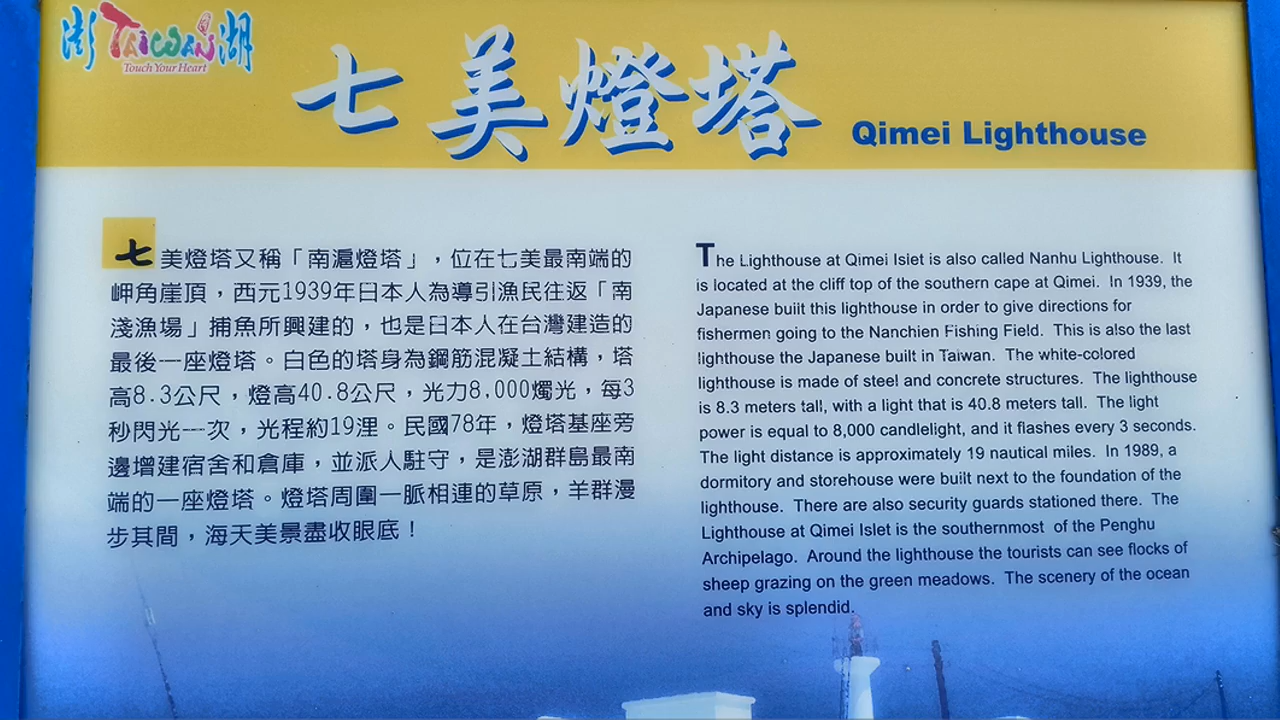 澎 TAIWAN 湖
Touch Your Heart
七美燈塔 Qimei Lighthouse
七美燈塔又稱「南滬燈塔」，位在七美最南端的
岬角崖頂，西元1939年日本人為導引漁民往返「南
淺漁場」捕魚所興建的，也是日本人在台灣建造的
最後一座燈塔。白色的塔身為鋼筋混凝土結構，塔
高8.3公尺，燈高40.8公尺，光力8,000燭光，每3
秒閃光一次，光程約19浬。民國78年，燈塔基座旁
邊增建宿舍和倉庫，並派人駐守，是澎湖群島最南
端的一座燈塔。燈塔周圍一脈相連的草原，羊群漫
步其間，海天美景盡收眼底！
The Lighthouse at Qimei Islet is also called Nanhu Lighthouse. It
is located at the cliff top of the southern cape at Qimei. In 1939, the
Japanese buiit this lighthouse in order to give directions for
fishermen going to the Nanchien Fishing Field. This is also the last
lighthouse the Japanese built in Taiwan. The white-colored
lighthouse is made of steel and concrete structures. The lighthouse
is 8.3 meters tall, with a light that is 40.8 meters tall. The light
power is equal to 8,000 candlelight, and it flashes every 3 seconds.
The light distance is approximately 19 nautical miles. In 1989, a
dormitory and storehouse were built next to the foundation of the
lighthouse. There are also security guards stationed there. The
Lighthouse at Qimei Islet is the southernmost of the Penghu
Archipelago. Around the lighthouse the tourists can see flocks of
sheep grazing on the green meadows. The scenery of the ocean
and sky is splendid.